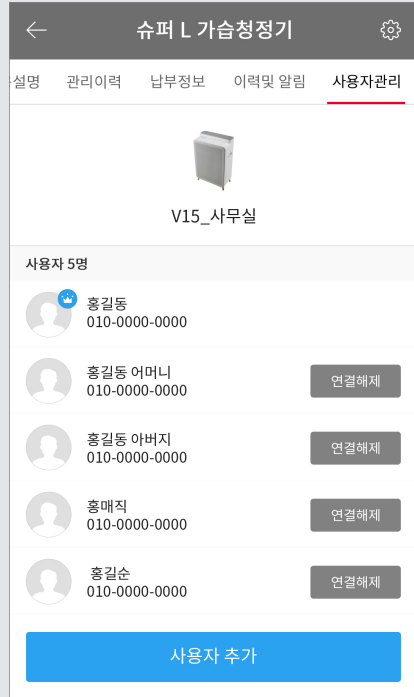 슈퍼 L 가습청정기
설명 관리이력 납부정보 이력및 알림 사용자관리
V15_사무실
사용자 5명
홍길동
010-0000-0000
홍길동 어머니
010-0000-0000
연결해제
홍길동 아버지
010-0000-0000
연결해제
홍매직
010-0000-0000
연결해제
홍길순
010-0000-0000
연결해제
사용자 추가